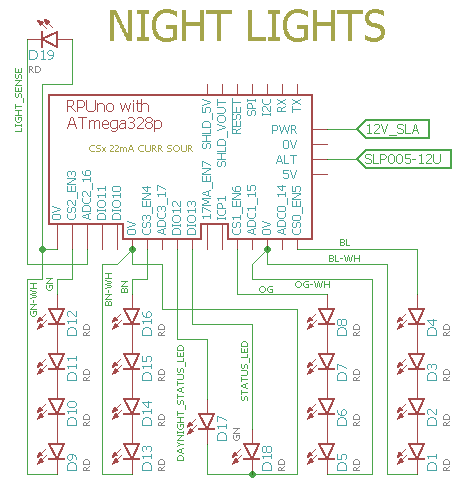 NIGHT LIGHTS
D19
RD
LIGHT_SENSE
RPUno with
ATmega328p
CSx 22mA CURR SOUR
SHLD_5V
SHLD_VOUT
RESET
SPI
I2C
RX
TX
PWR
0V
ALT
5V
12V_SLA
SLP005-12U
0V
CS2_EN3
ADC2_16
DIO11
DIO10
0V
CS3_EN4
ADC3_17
DIO12
DIO13
17MA_EN7
ICP1
CS1_EN6
ADC1_15
0V
ADC0_14
CS0_EN5
BL
BL-WHH
OG
OG-WHH
GN-WHH
GN
BN-WHH
BN
D12
RD
D16
RD
D8
RD
D4
RD
D11
RD
D15
RD
D7
RD
D3
RD
D10
RD
D14
RD
D6
RD
D2
RD
DAYNIGHT_STATUS_LED
STATUS_LED
D17
GN
D9
RD
D13
RD
D18
RD
D5
RD
D1
RD